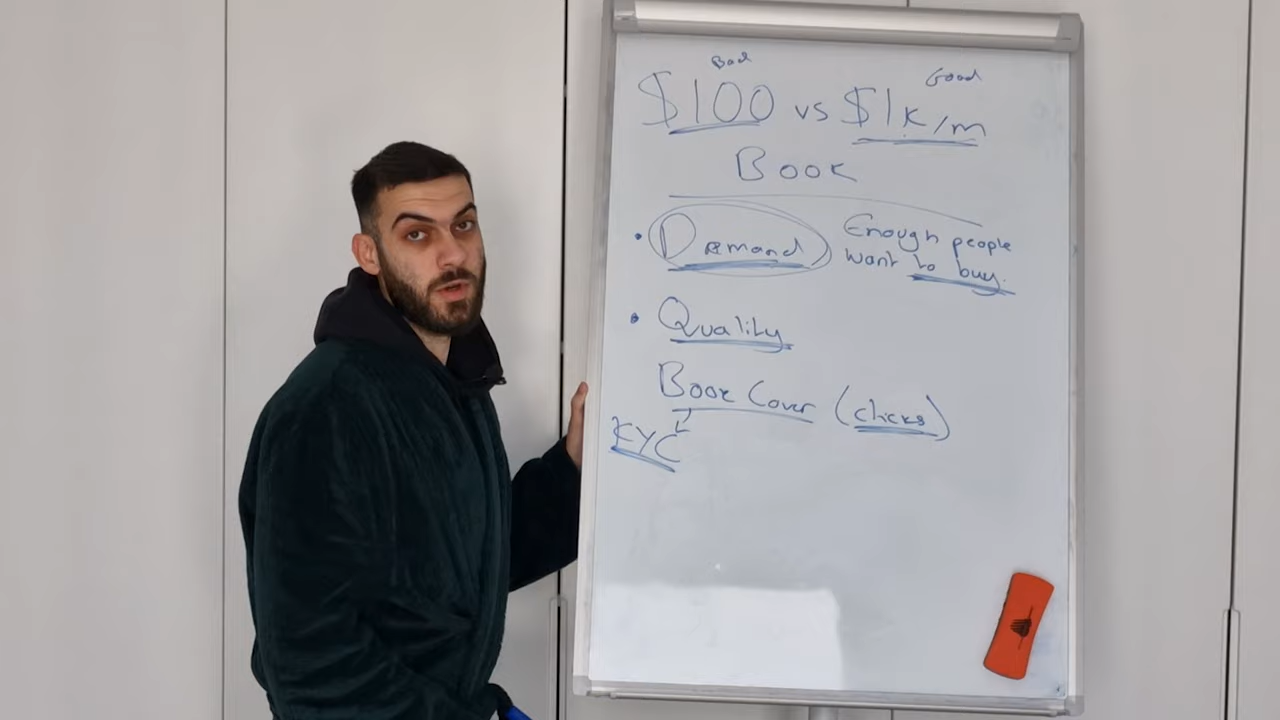 Bad
Good
$100 vs $1k/m
Book
• Demand
Enough people
want to buy.
• Quality
Book Cover (clicks)
KYC